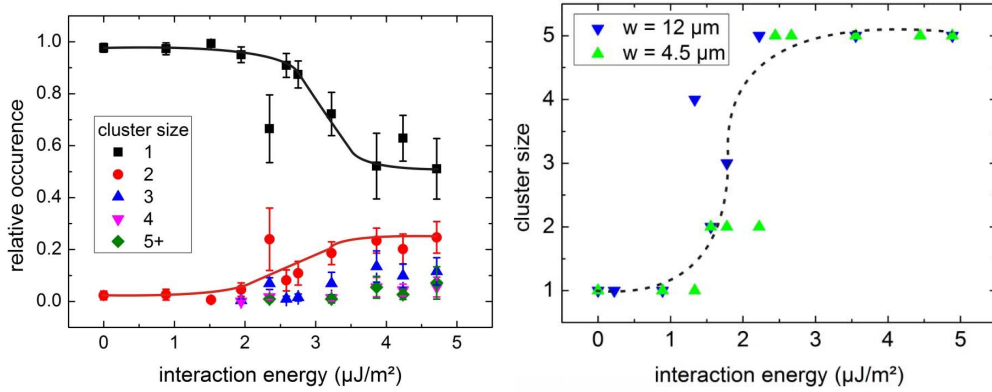 1.0
0.8
0.6
0.4
0.2
0.0
relative occurence
cluster size
1
2
3
4
5+
0 1 2 3 4 5
interaction energy (µJ/m²)
w = 12 µm
w = 4.5 µm
5
4
3
2
1
cluster size
0 1 2 3 4 5
interaction energy (µJ/m²)